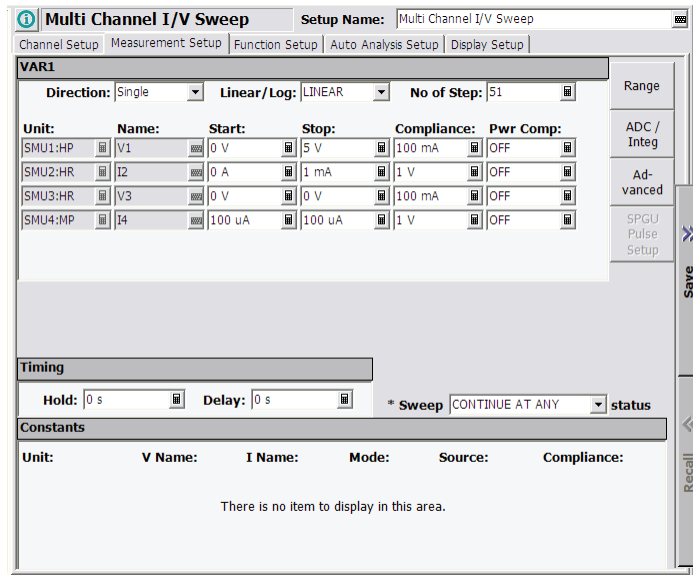 Multi Channel I/V Sweep Setup Name: Multi Channel I/V Sweep
Channel Setup Measurement Setup Function Setup Auto Analysis Setup Display Setup
VAR1
Direction: Single Linear/Log: LINEAR No of Step: 51
Range
Unit: Name: Start: Stop: Compliance: Pwr Comp:
SMU1:HP V1 0 V 5 V 100 mA OFF
SMU2:HR I2 0 A 1 mA 1 V OFF
SMU3:HR V3 0 V 0 V 100 mA OFF
SMU4:MP I4 100 uA 100 uA 1 V OFF
ADC /
Integ
Ad-
vanced
SPGU
Pulse
Setup
Save
Timing
Hold: 0 s Delay: 0 s * Sweep CONTINUE AT ANY status
Constants
Unit: V Name: I Name: Mode: Source: Compliance:
There is no item to display in this area.
Recall